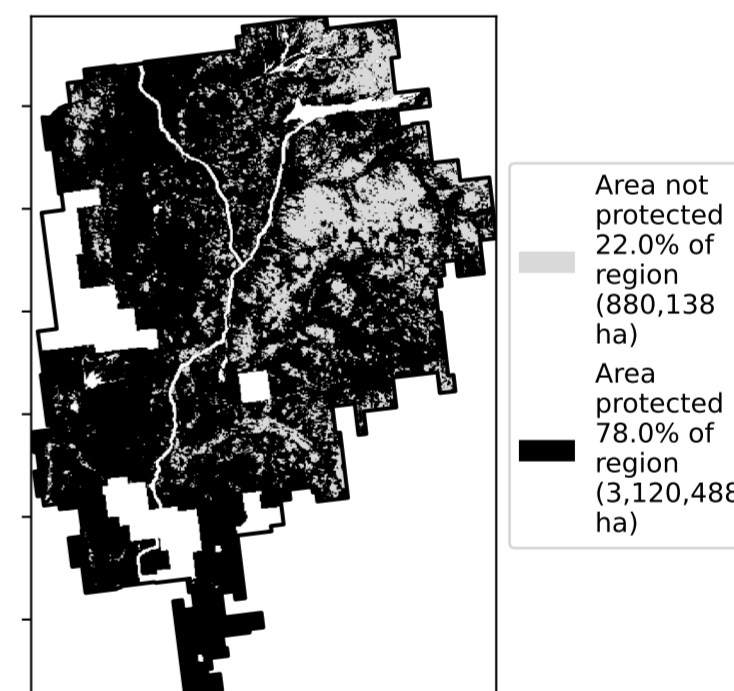 Area not
protected
22.0% of
region
(880,138
ha)
Area
protected
78.0% of
region
(3,120,488
ha)